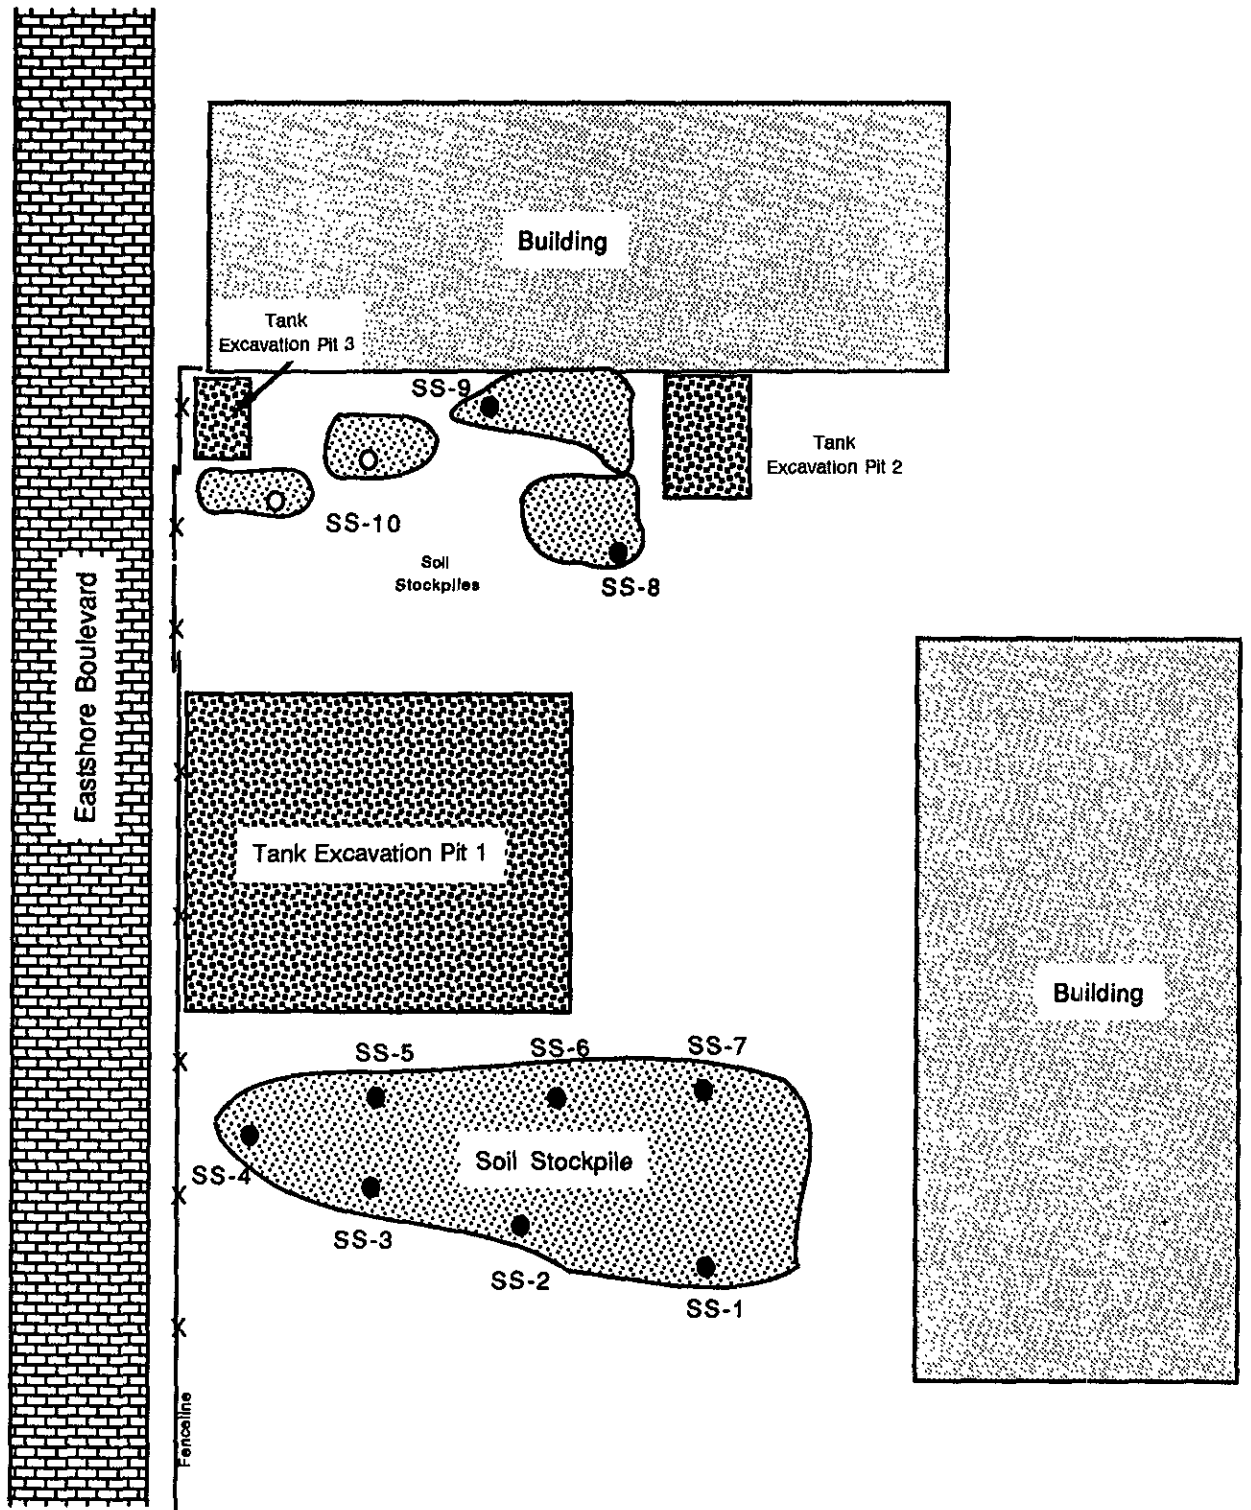 Building
Tank
Excavation Pit 3
SS-9
Tank
Excavation Pit 2
SS-10
Soil
Stockpiles
SS-8
Eastshore Boulevard
Tank Excavation Pit 1
Building
SS-5
SS-6
SS-7
Soil Stockpile
SS-4
SS-3
SS-2
SS-1
Fenceline